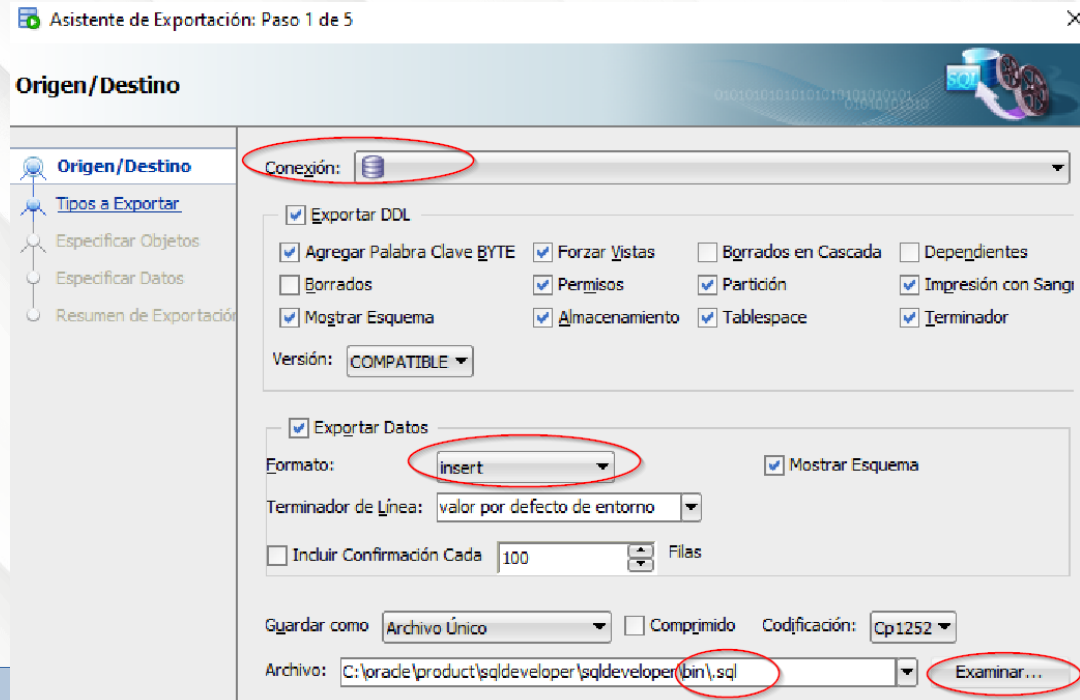 Asistente de Exportación: Paso 1 de 5
Origen/Destino
Origen/Destino
Tipos a Exportar
Especificar Objetos
Especificar Datos
Resumen de Exportación
Conexión:
Exportar DDL
Agregar Palabra Clave BYTE
Forzar Vistas
Borrados en Cascada
Dependientes
Borrados
Permisos
Partición
Impresión con Sangr
Mostrar Esquema
Almacenamiento
Tablespace
Terminador
Versión: COMPATIBLE
Exportar Datos
Formato: insert
Mostrar Esquema
Terminador de Línea: valor por defecto de entorno
Incluir Confirmación Cada 100 Filas
Guardar como Archivo Único
Comprimido
Codificación: Cp1252
Archivo: C:\oracle\product\sqldeveloper\sqldeveloper\bin\.sql
Examinar...